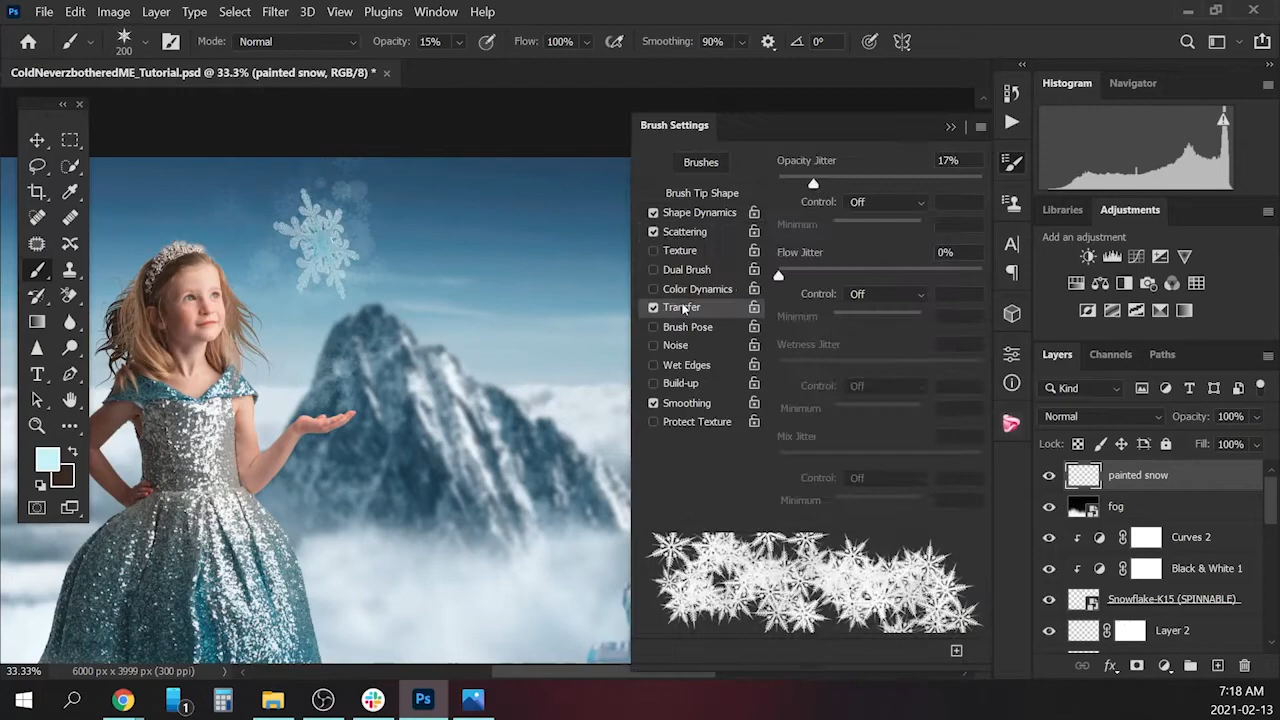 Ps File Edit Image Layer Type Select Filter 3D View Plugins Window Help
200 Mode: Normal Opacity: 15% Flow: 100% Smoothing: 90% 0°
ColdNeverzbotheredME_Tutorial.psd @ 33.3% (painted snow, RGB/8) *
Brush Settings
Brushes
Brush Tip Shape
Shape Dynamics
Scattering
Texture
Dual Brush
Color Dynamics
Transfer
Brush Pose
Noise
Wet Edges
Build-up
Smoothing
Protect Texture
Opacity Jitter 17%
Control: Off
Minimum
Flow Jitter 0%
Control: Off
Minimum
Wetness Jitter
Control: Off
Minimum
Mix Jitter
Control: Off
Minimum
Histogram Navigator
Libraries Adjustments
Add an adjustment
Layers Channels Paths
Kind
Normal Opacity: 100%
Lock: Fill: 100%
painted snow
fog
Curves 2
Black & White 1
Snowflake-K15 (SPINNABLE)
Layer 2
33.33% 6000 px x 3999 px (300 ppi)
1
Ps
7:18 AM
2021-02-13